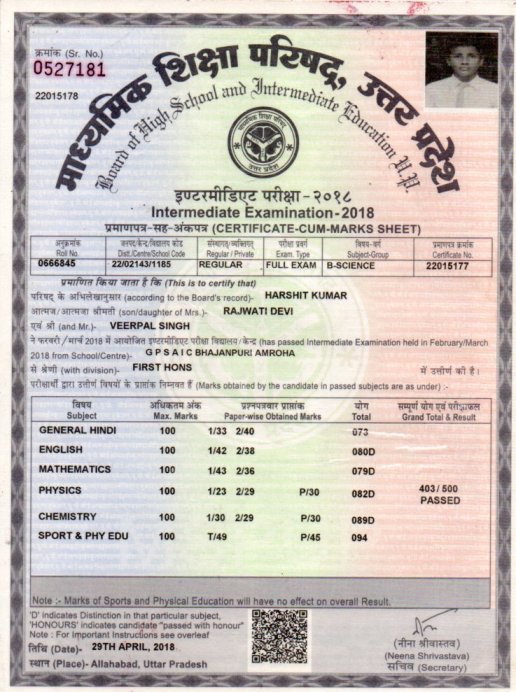 क्रमांक (Sr. No.)
0527181
22015178
माध्यमिक शिक्षा परिषद्, उत्तर प्रदेश
Board of High School and Intermediate Education U.P.
इण्टरमीडिएट परीक्षा-२०१८
Intermediate Examination-2018
प्रमाणपत्र-सह-अंकपत्र (CERTIFICATE-CUM-MARKS SHEET)
अनुक्रमांक जनपद/केन्द्र/विद्यालय कोड संस्थागत/व्यक्तिगत परीक्षा प्रवर्ग विषय-वर्ग प्रमाणपत्र क्रमांक
Roll No. Distt./Centre/School Code Regular / Private Exam. Type Subject-Group Certificate No.
0666845 22/02143/1185 REGULAR FULL EXAM B-SCIENCE 22015177
प्रमाणित किया जाता है कि (This is to certify that)
परिषद के अभिलेखानुसार (according to the Board's record)- HARSHIT KUMAR
आत्मज/आत्मजा श्रीमती (son/daughter of Mrs.)- RAJWATI DEVI
एवं श्री (and Mr.)- VEERPAL SINGH
ने फरवरी /मार्च 2018 में आयोजित इण्टरमीडिएट परीक्षा विद्यालय/केन्द्र (has passed Intermediate Examination held in February/March
2018 from School/Centre)- G P S A I C BHAJANPURI AMROHA
से श्रेणी (with division)- FIRST HONS में उत्तीर्ण की है।
परीक्षार्थी द्वारा उत्तीर्ण विषयों के प्राप्तांक निम्नवत हैं (Marks obtained by the candidate in passed subjects are as under) :-
विषय अधिकतम अंक प्रश्नपत्रवार प्राप्तांक योग सम्पूर्ण योग एवं परीक्षाफल
Subject Max. Marks Paper-wise Obtained Marks Total Grand Total & Result
GENERAL HINDI 100 1/33 2/40 073
ENGLISH 100 1/42 2/38 080D
MATHEMATICS 100 1/43 2/36 079D
PHYSICS 100 1/23 2/29 P/30 082D 403/500
PASSED
CHEMISTRY 100 1/30 2/29 P/30 089D
SPORT & PHY EDU 100 T/49 P/45 094
Note :- Marks of Sports and Physical Education will have no effect on overall Result.
'D' indicates Distinction in that particular subject,
'HONOURS' indicates candidate "passed with honour"
Note : For Important Instructions see overleaf
तिथि (Date)- 29TH APRIL, 2018
स्थान (Place)- Allahabad, Uttar Pradesh
(नीना श्रीवास्तव)
(Neena Shrivastava)
सचिव (Secretary)